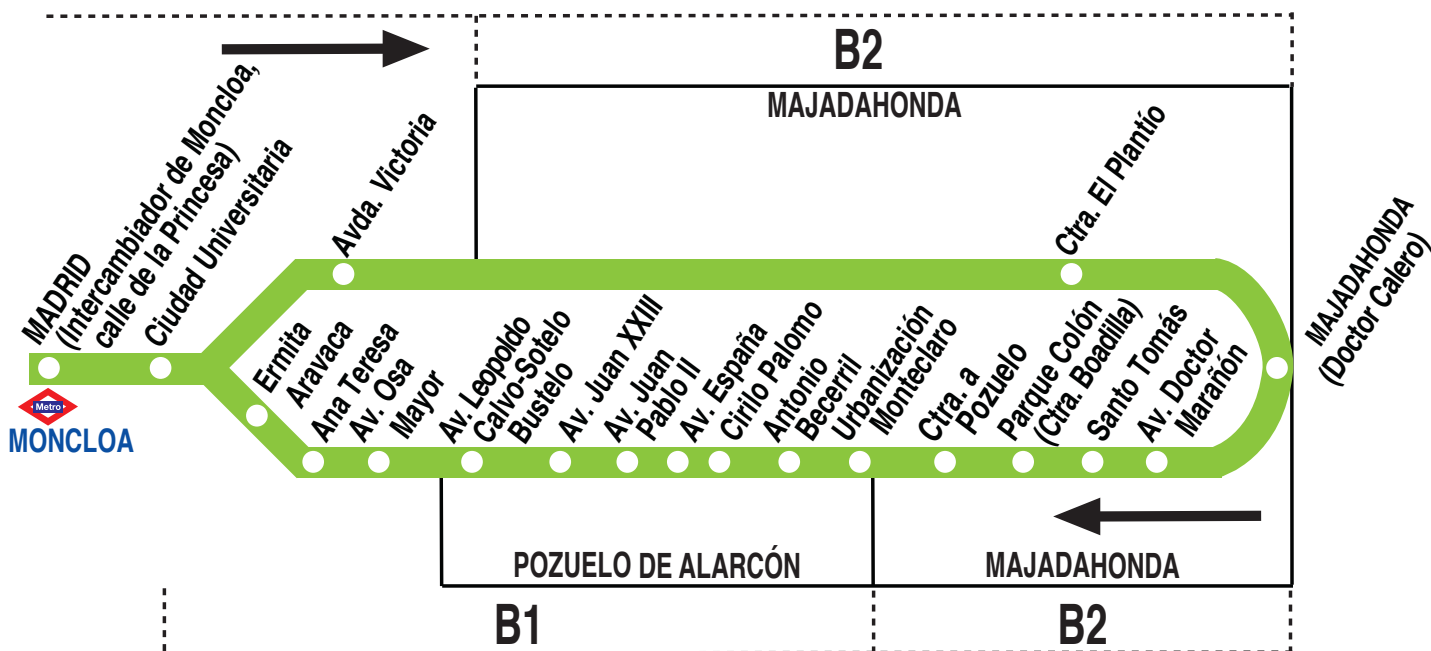 B2
MAJADAHONDA
MADRID
(Intercambiador de Moncloa,
calle de la Princesa)
Ciudad Universitaria
Avda. Victoria
Ctra. El Plantío
MAJADAHONDA
(Doctor Calero)
Metro
MONCLOA
Ermita
Aravaca
Ana Teresa
Av. Osa
Mayor
Av. Leopoldo
Calvo-Sotelo
Bustelo
Av. Juan XXIII
Av. Juan
Pablo II
Av. España
Cirilo Palomo
Antonio
Becerril
Urbanización
Monteclaro
Ctra. a
Pozuelo
Parque Colón
(Ctra. Boadilla)
Santo Tomás
Av. Doctor
Marañón
POZUELO DE ALARCÓN
MAJADAHONDA
B1
B2